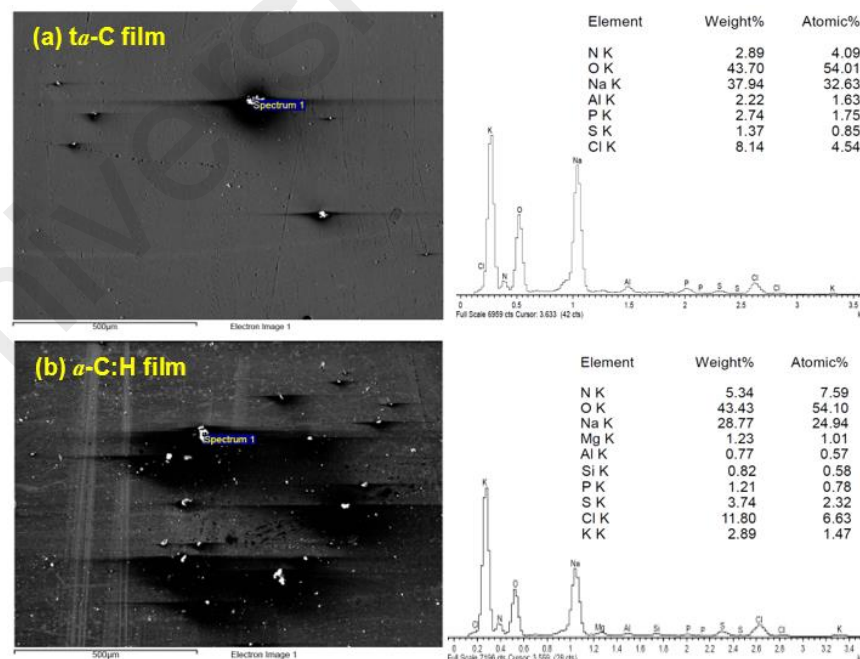 (a) ta-C film
Spectrum 1
500µm
Electron Image 1
Element Weight% Atomic%
N K 2.89 4.09
O K 43.70 54.01
Na K 37.94 32.63
Al K 2.22 1.63
P K 2.74 1.75
S K 1.37 0.85
Cl K 8.14 4.54
K
Na
O
Cl
N
Al
P
P
S
S
Cl
Cl
K
0 0.5 1 1.5 2 2.5 3 3.5
Full Scale 6959 cts Cursor: 3.633 (42 cts)
(b) a-C:H film
Spectrum 1
500µm
Electron Image 1
Element Weight% Atomic%
N K 5.34 7.59
O K 43.43 54.10
Na K 28.77 24.94
Mg K 1.23 1.01
Al K 0.77 0.57
Si K 0.82 0.58
P K 1.21 0.78
S K 3.74 2.32
Cl K 11.80 6.63
K K 2.89 1.47
K
Na
O
Cl
N
Mg
Al
Si
P
P
S
S
Cl
Cl
K
0 0.2 0.4 0.6 0.8 1 1.2 1.4 1.6 1.8 2 2.2 2.4 2.6 2.8 3 3.2 3.4